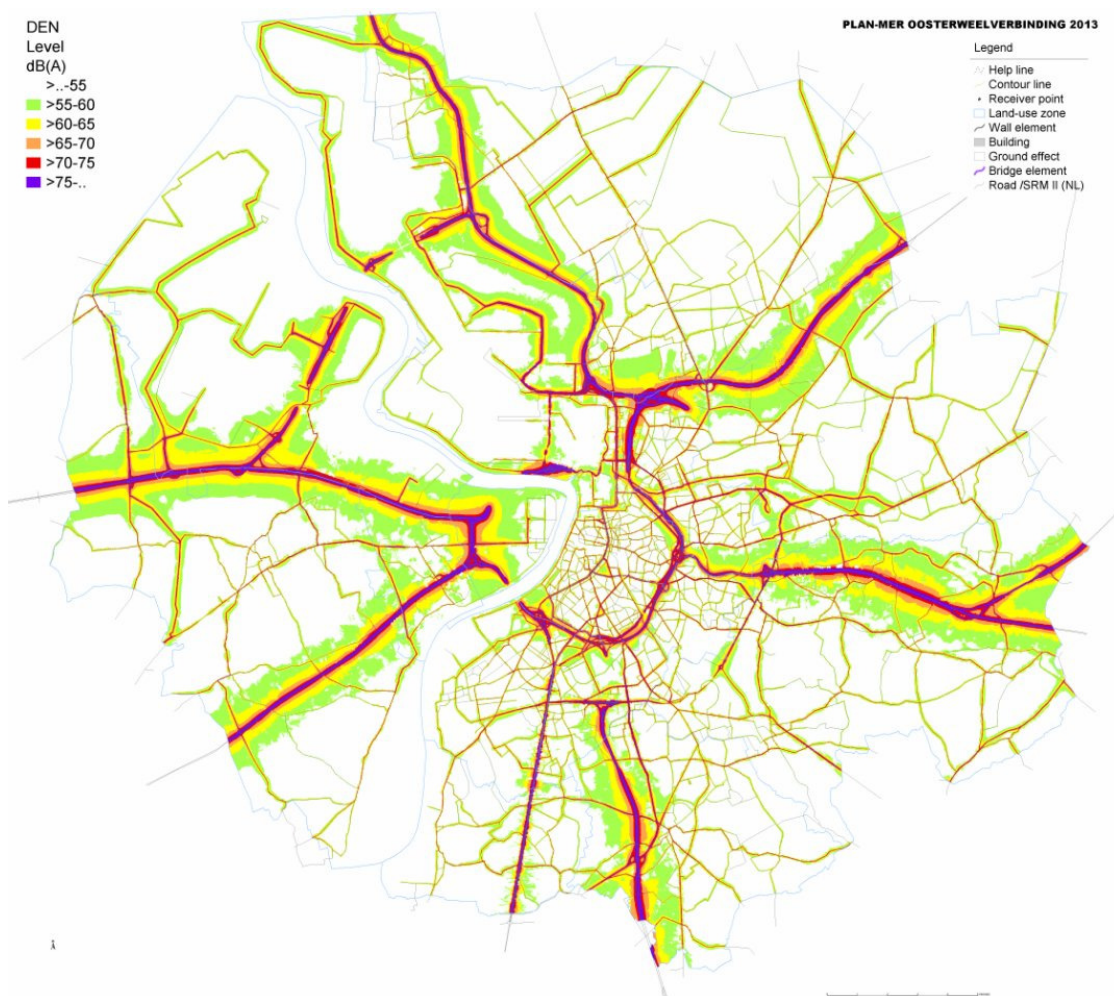 DEN
Level
dB(A)
>..-55
>55-60
>60-65
>65-70
>70-75
>75-..
PLAN-MER OOSTERWEELVERBINDING 2013
Legend
Help line
Contour line
Receiver point
Land-use zone
Wall element
Building
Ground effect
Bridge element
Road /SRM II (NL)